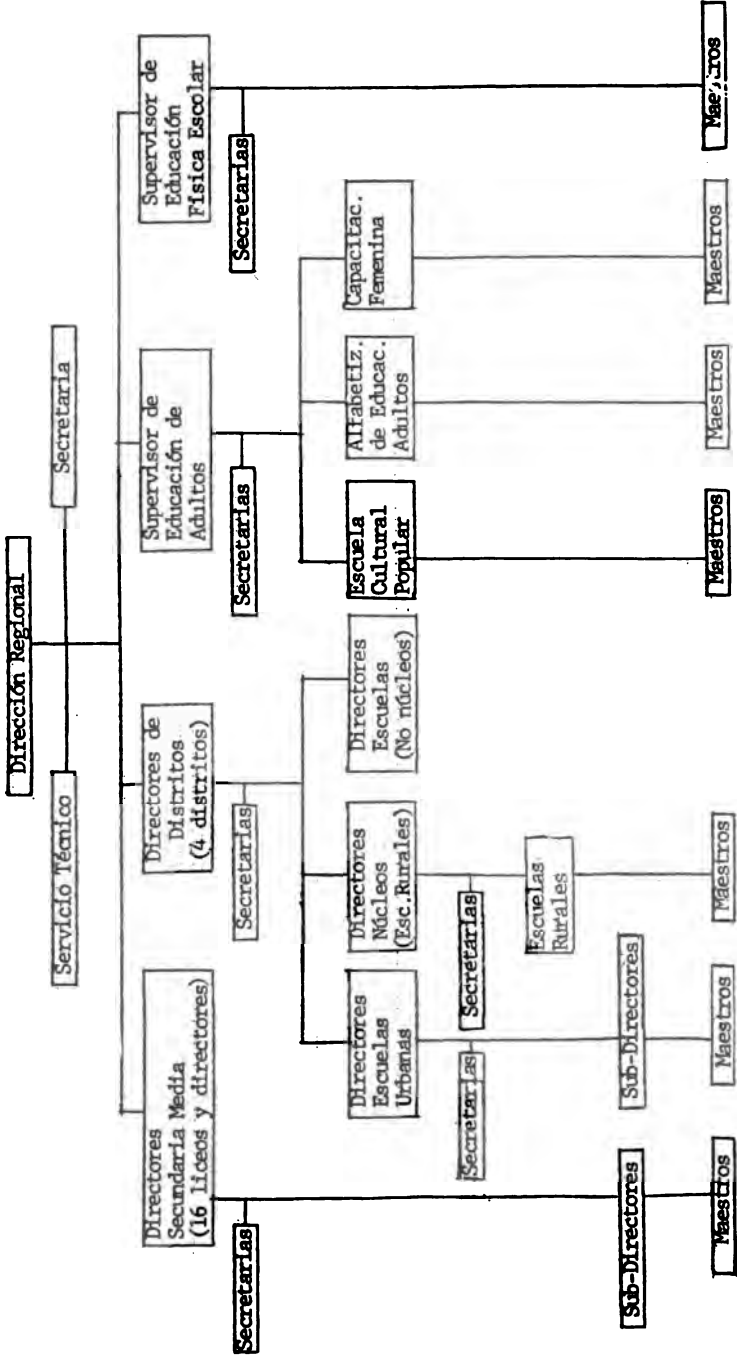 Dirección Regional
Servicio Técnico
Secretaria
Directores
Secundaria Media
(16 liceos y directores)
Directores de
Distritos
(4 distritos)
Supervisor de
Educación de
Adultos
Supervisor de
Educación
Física Escolar
Secretarias
Secretarias
Secretarias
Secretarias
Directores
Escuelas
Urbanas
Directores
Núcleos
(Esc.Rurales)
Directores
Escuelas
(No núcleos)
Escuela
Cultural
Popular
Alfabetiz.
de Educac.
Adultos
Capacitac.
Femenina
Secretarias
Secretarias
Escuelas
Rurales
Sub-Directores
Sub-Directores
Maestros
Maestros
Maestros
Maestros
Maestros
Maestros
Maestros